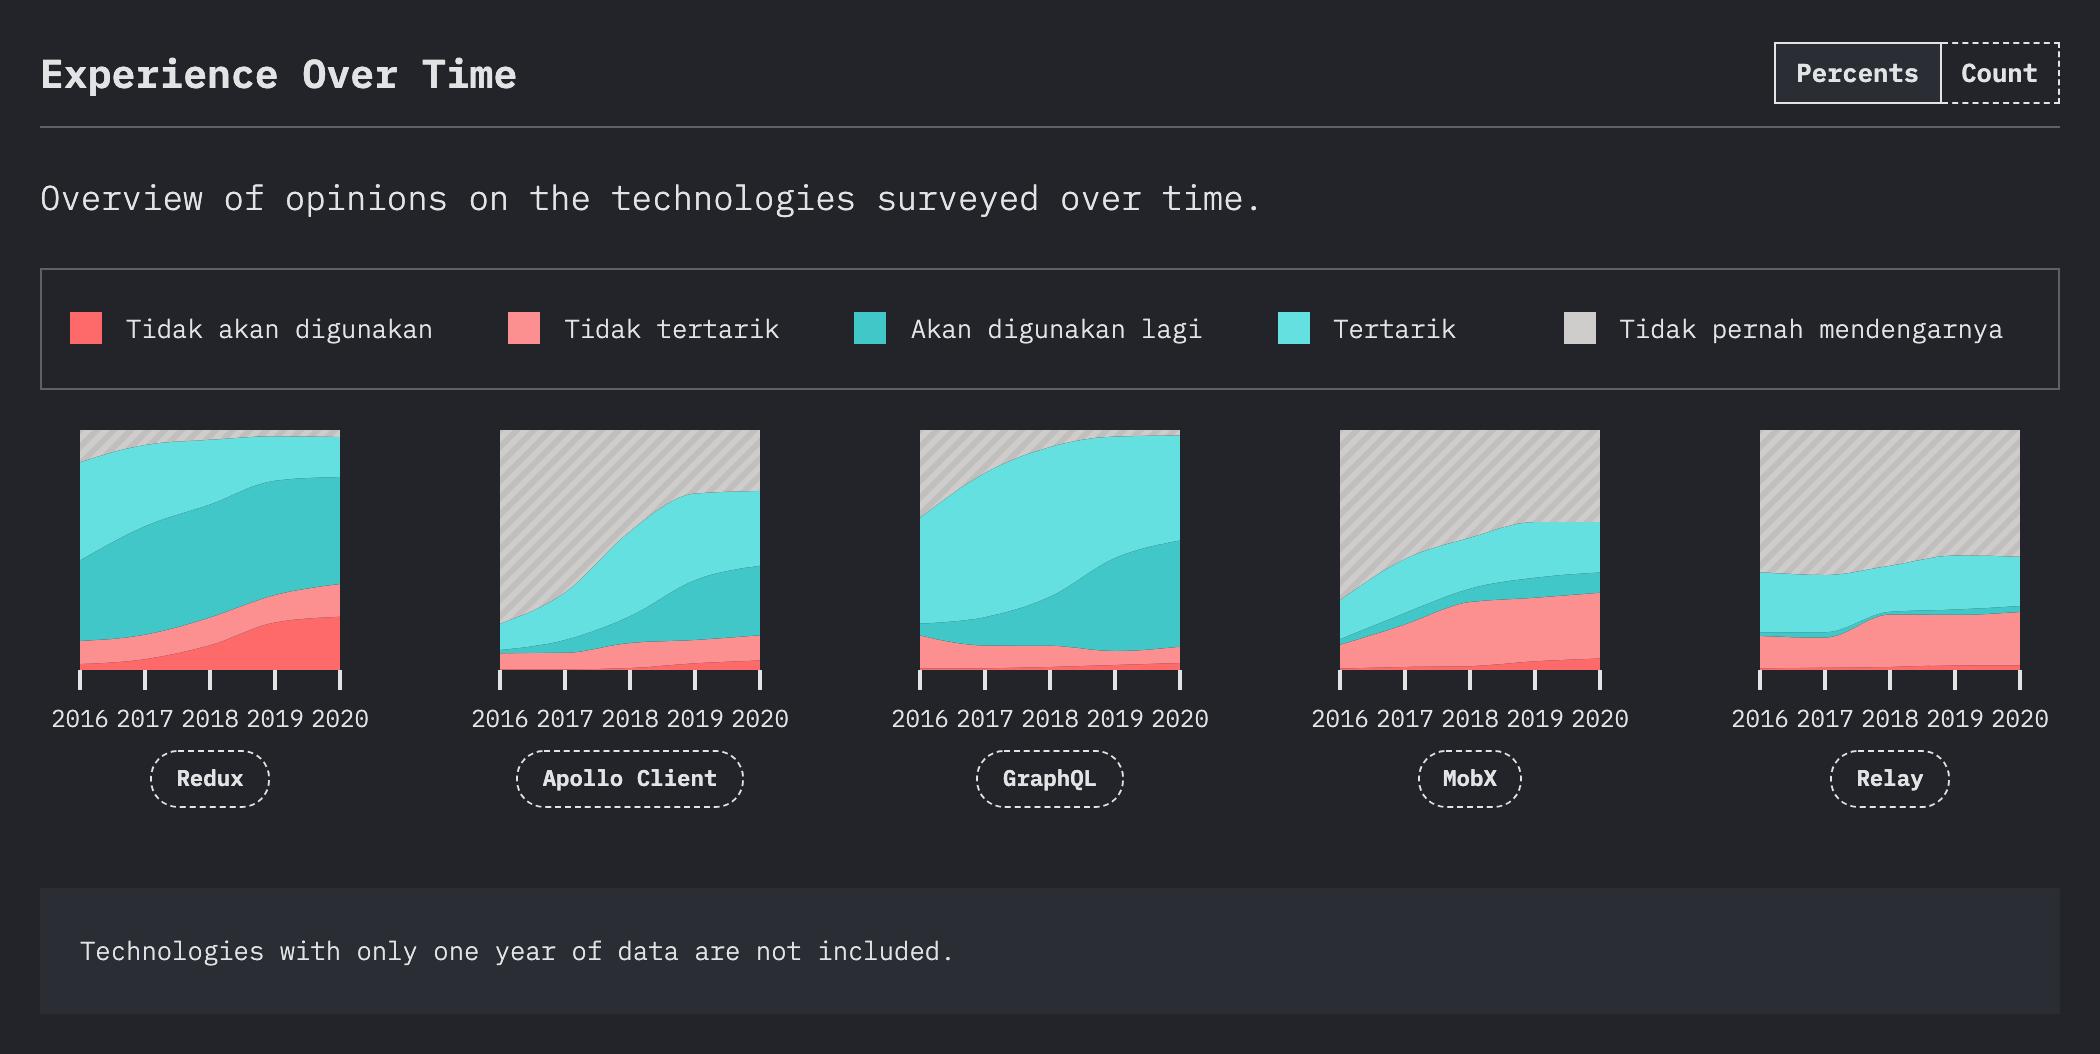 Experience Over Time
Percents Count
Overview of opinions on the technologies surveyed over time.
Tidak akan digunakan Tidak tertarik Akan digunakan lagi Tertarik Tidak pernah mendengarnya
2016 2017 2018 2019 2020 2016 2017 2018 2019 2020 2016 2017 2018 2019 2020 2016 2017 2018 2019 2020 2016 2017 2018 2019 2020
Redux Apollo Client GraphQL MobX Relay
Technologies with only one year of data are not included.